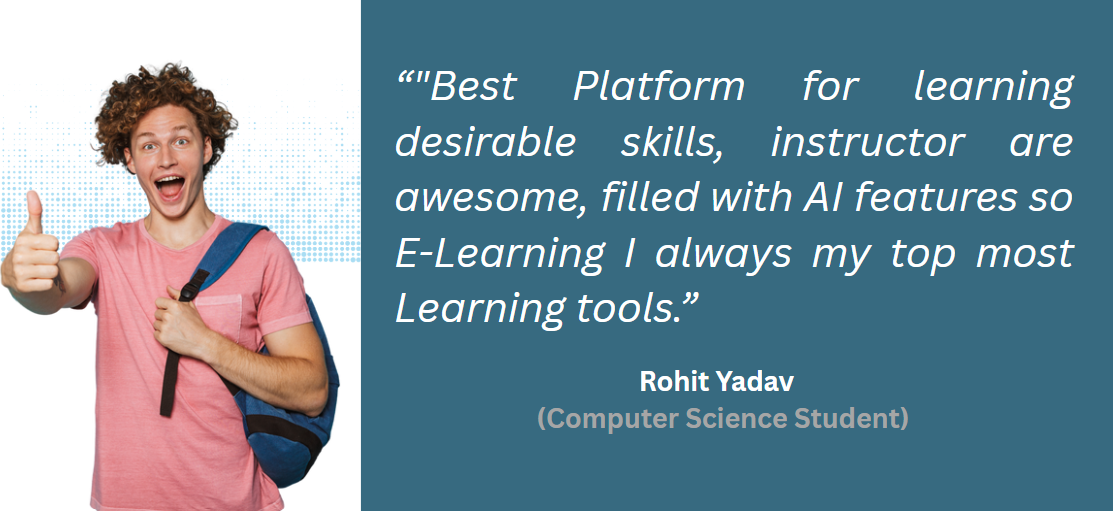 “"Best Platform for learning
desirable skills, instructor are
awesome, filled with AI features so
E-Learning I always my top most
Learning tools.”
Rohit Yadav
(Computer Science Student)